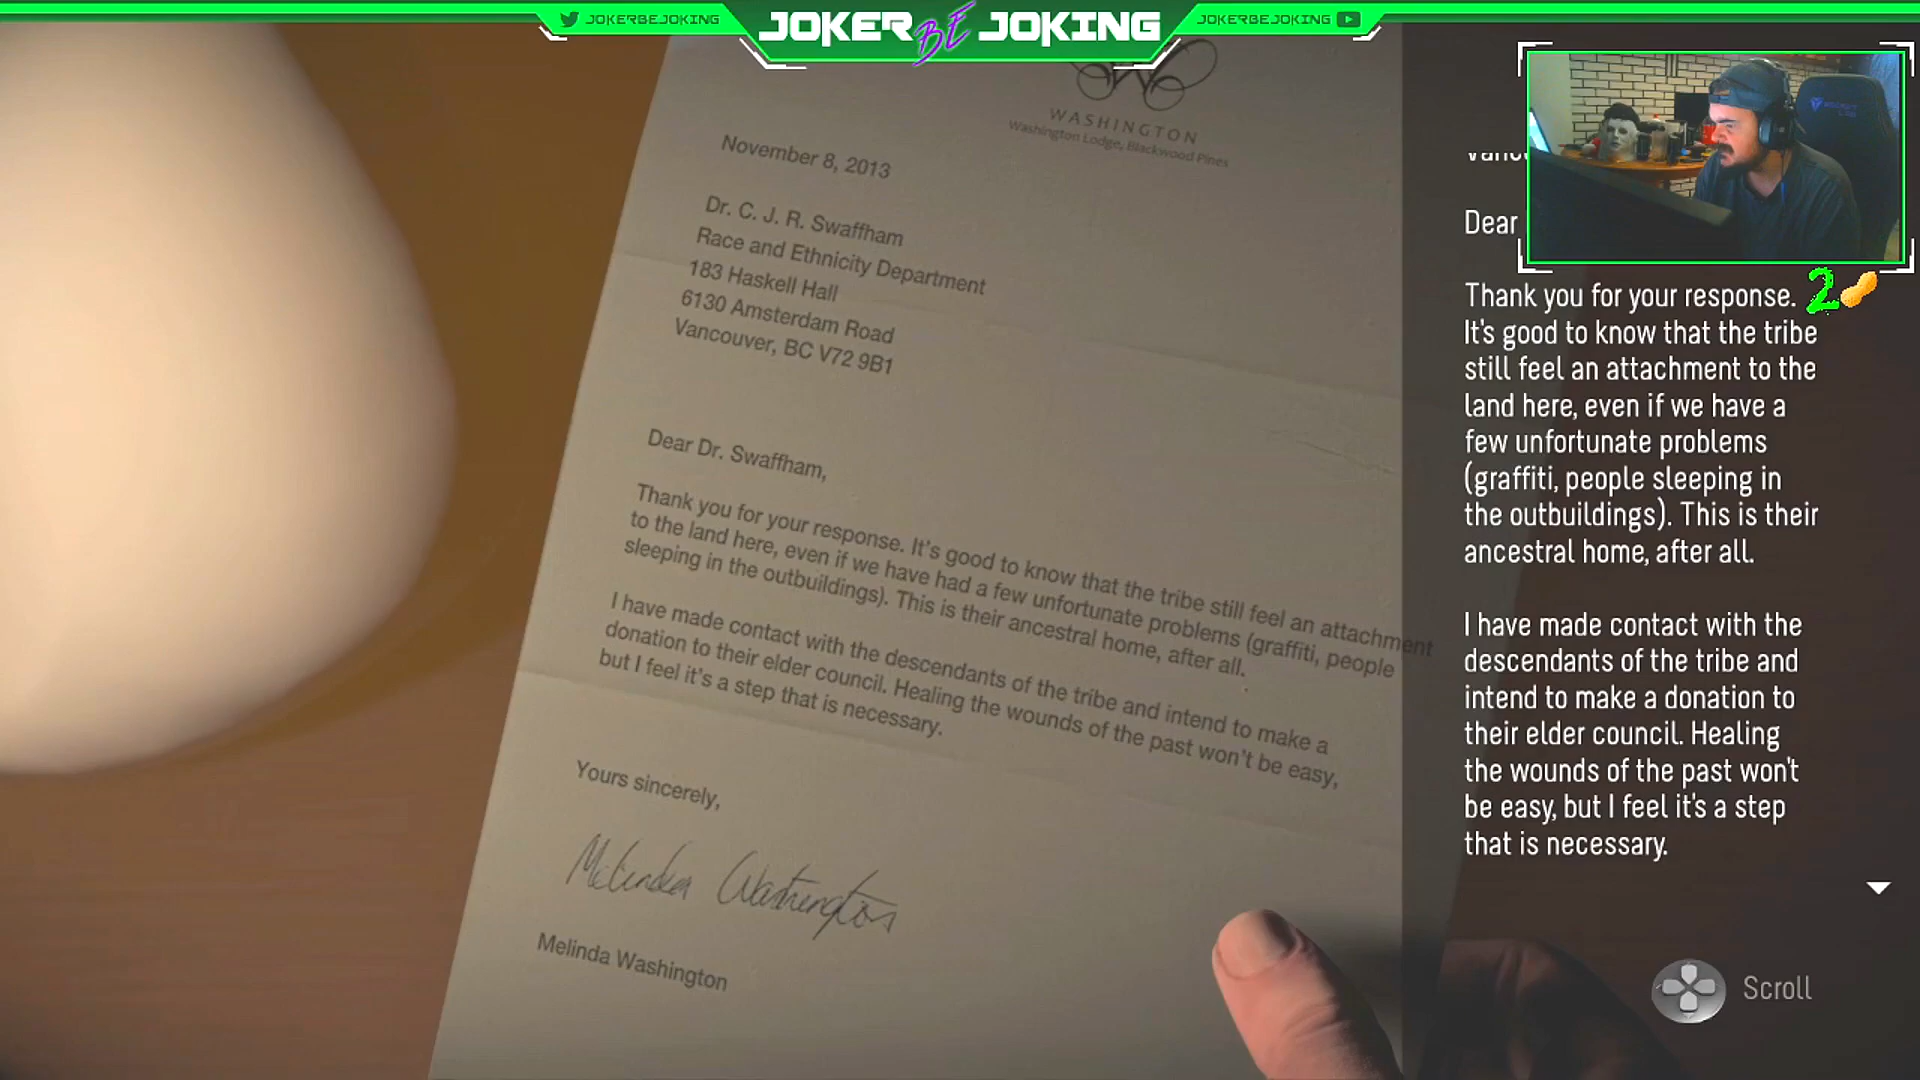 JOKERBEJOKING
JOKER BE JOKING
JOKERBEJOKING
WASHINGTON
Washington Lodge, Blackwood Pines
November 8, 2013
Dr. C. J. R. Swaffham
Race and Ethnicity Department
183 Haskell Hall
6130 Amsterdam Road
Vancouver, BC V72 9B1
Dear Dr. Swaffham,
Thank you for your response. It's good to know that the tribe still feel an attachment
to the land here, even if we have had a few unfortunate problems (graffiti, people
sleeping in the outbuildings). This is their ancestral home, after all.
I have made contact with the descendants of the tribe and intend to make a
donation to their elder council. Healing the wounds of the past won't be easy,
but I feel it's a step that is necessary.
Yours sincerely,
Melinda Washington
Melinda Washington
Dear
2
Thank you for your response.
It's good to know that the tribe
still feel an attachment to the
land here, even if we have a
few unfortunate problems
(graffiti, people sleeping in
the outbuildings). This is their
ancestral home, after all.
I have made contact with the
descendants of the tribe and
intend to make a donation to
their elder council. Healing
the wounds of the past won't
be easy, but I feel it's a step
that is necessary.
Scroll